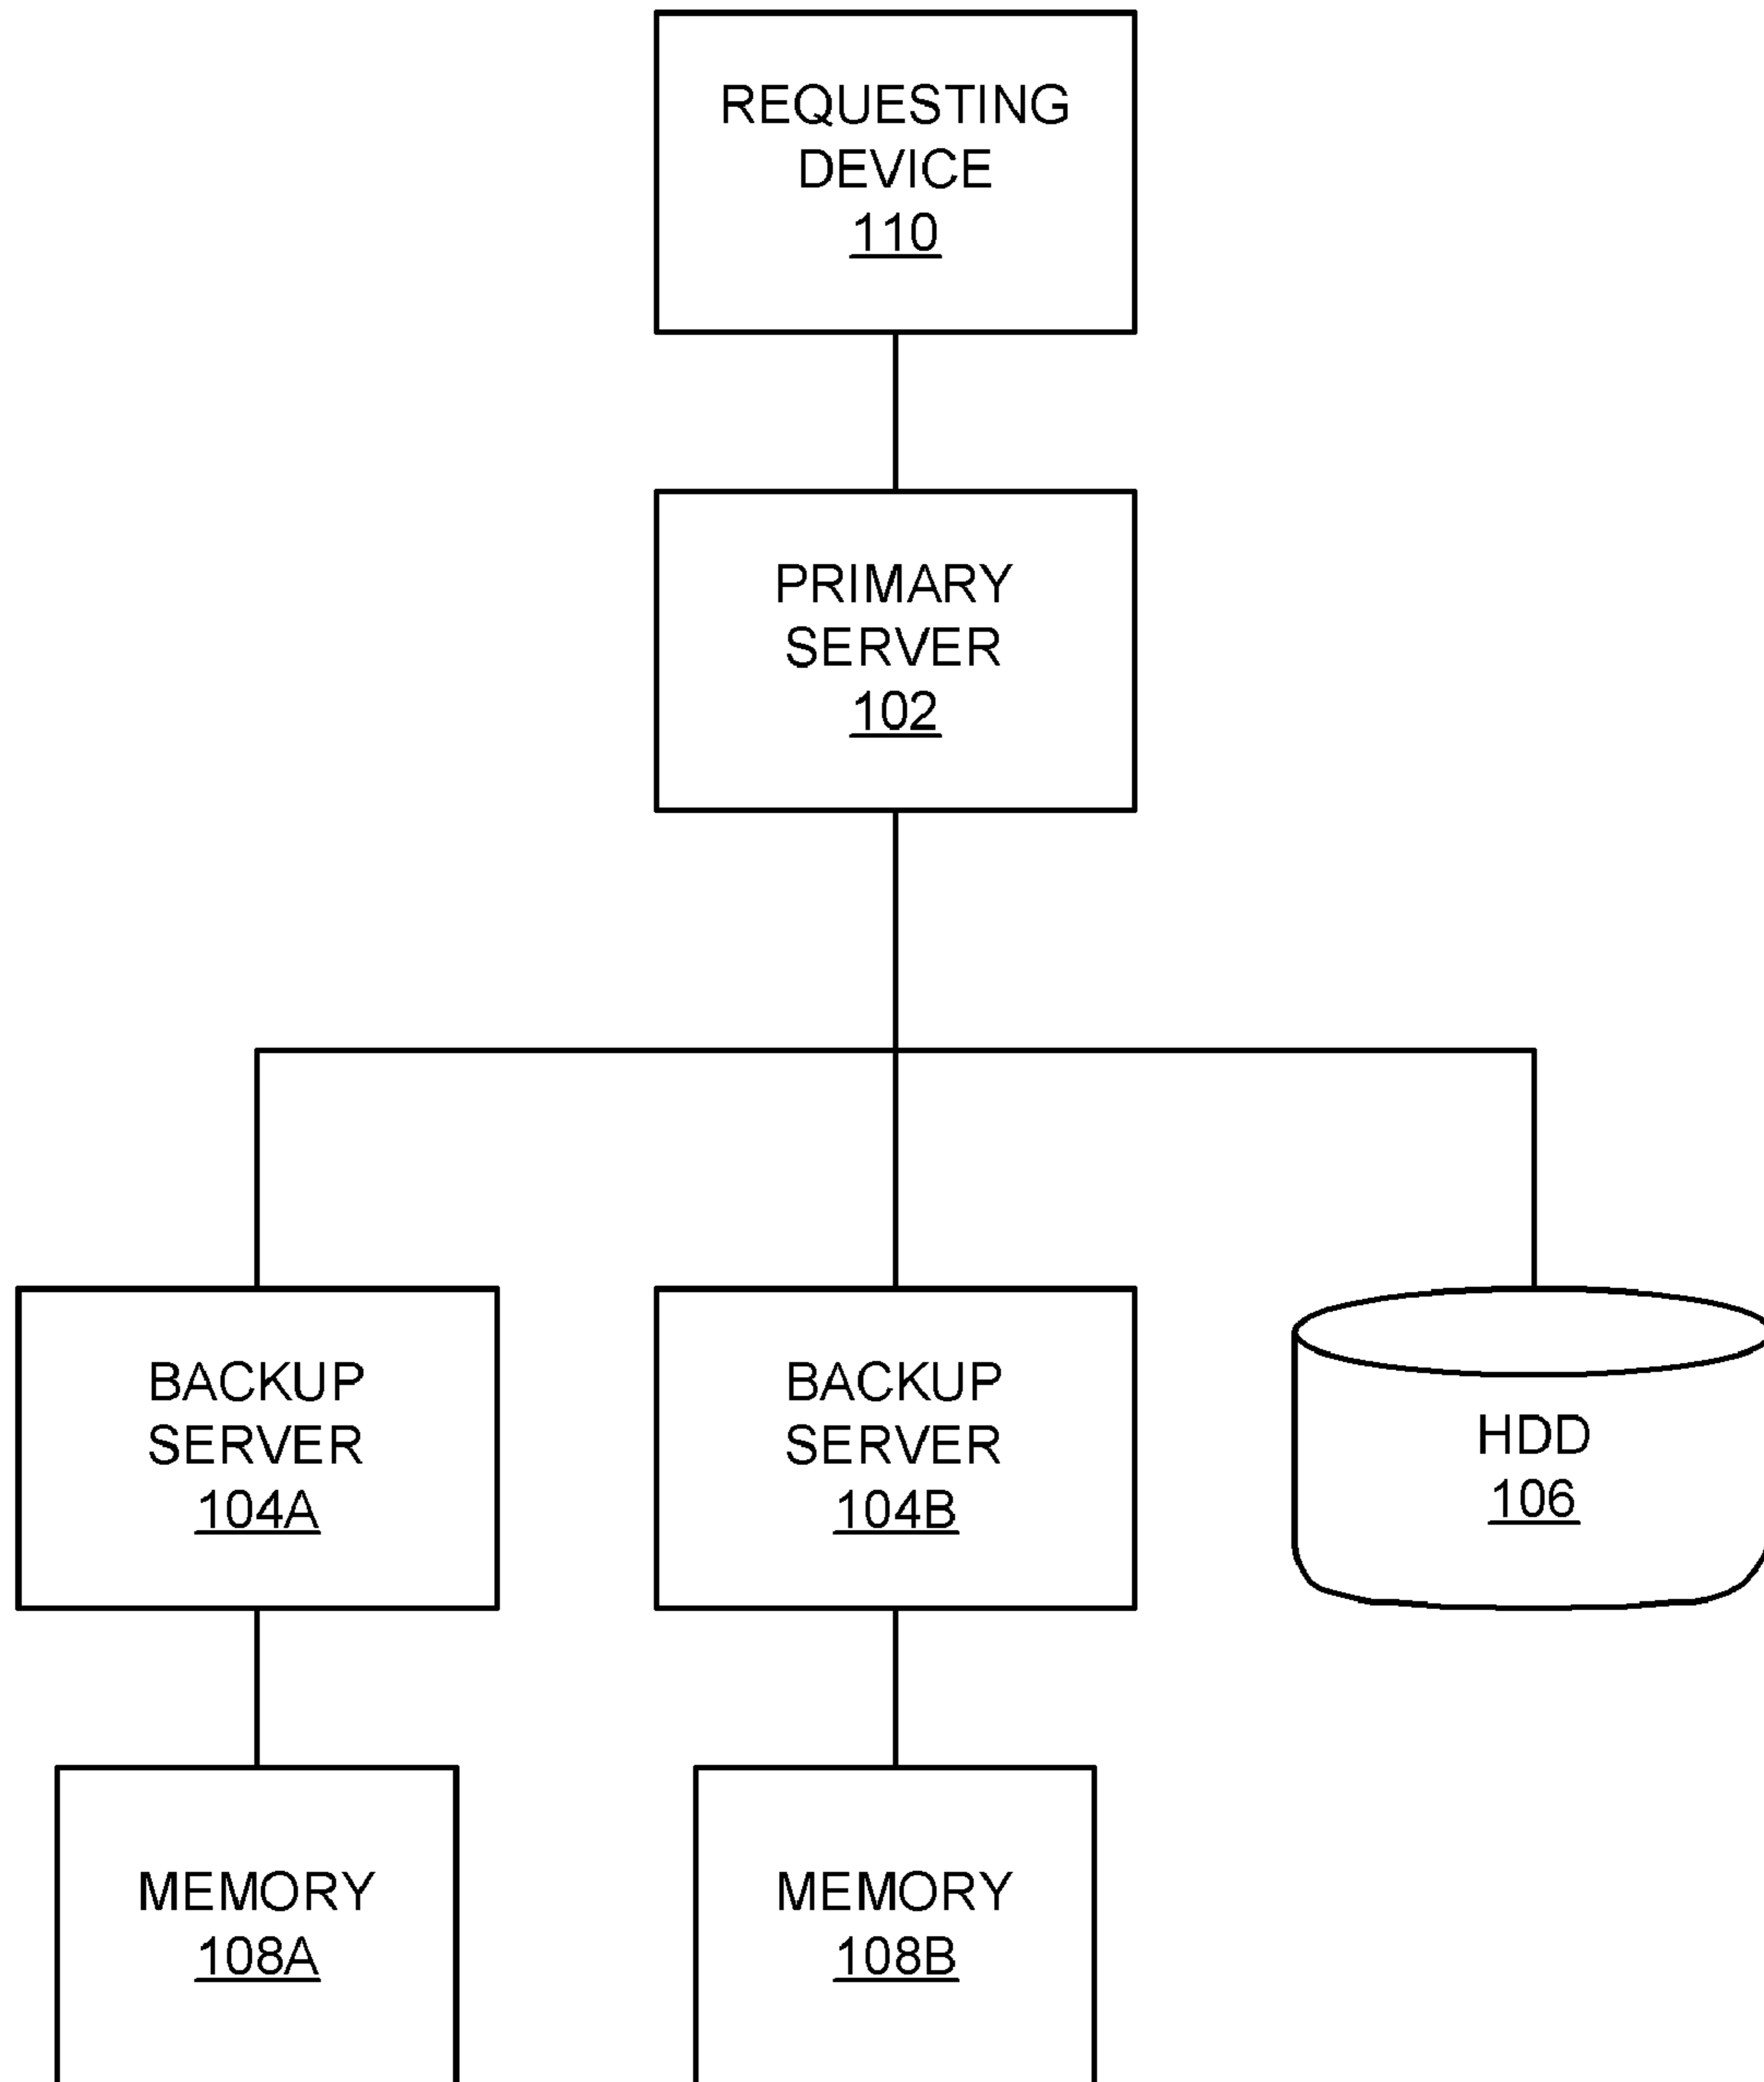 REQUESTING
DEVICE
110
PRIMARY
SERVER
102
BACKUP
SERVER
104A
BACKUP
SERVER
104B
HDD
106
MEMORY
108A
MEMORY
108B